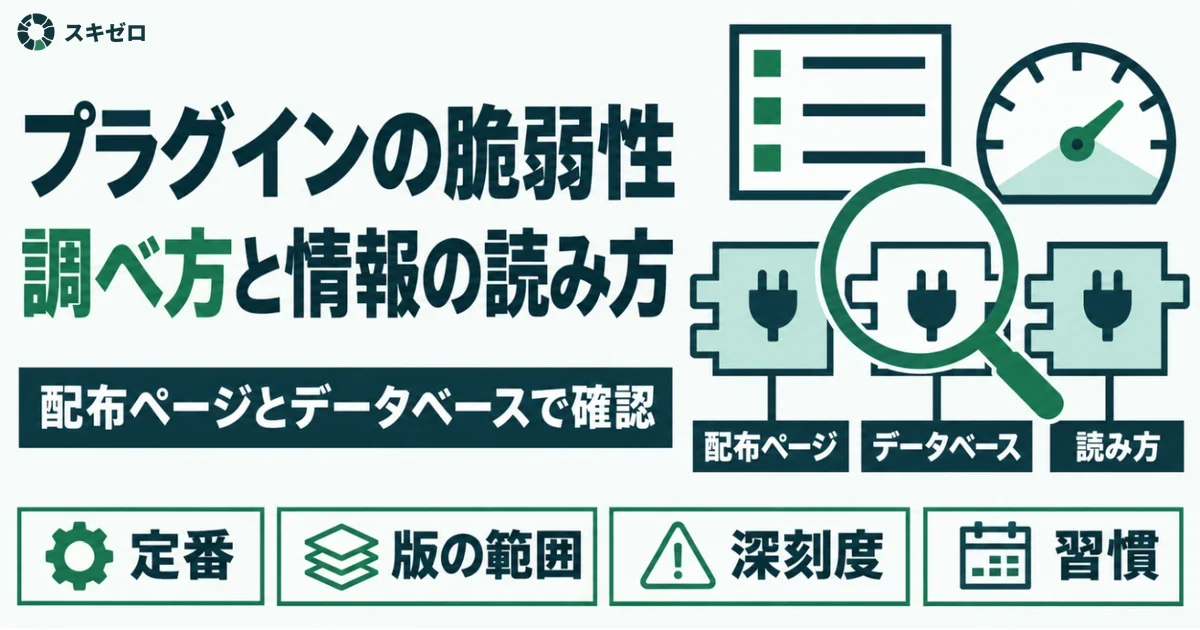 スキゼロ
プラグインの脆弱性
調べ方と情報の読み方
配布ページとデータベースで確認
配布ページ
データベース
読み方
定番
版の範囲
深刻度
習慣